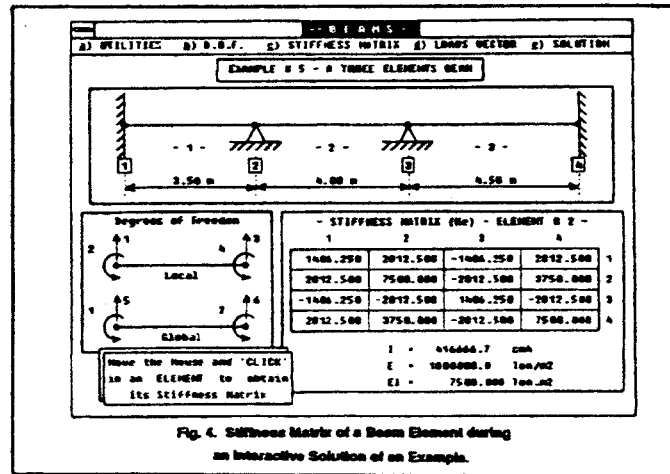 - - B E A M S -
a) UTILITIES b) D.O.F. c) STIFFNESS MATRIX d) LOADS VECTOR e) SOLUTION
EXAMPLE # 5 - A THREE ELEMENTS BEAM
- 1 - - 2 - - 3 -
1 2 3 4
3.50 m 4.00 m 4.50 m
Degrees of Freedom
2 1 4 3
Local
1 5 2 6
Global
Move the Mouse and 'CLICK'
in an ELEMENT to obtain
its Stiffness Matrix
- STIFFNESS MATRIX (Ke) - ELEMENT # 2 -
1 2 3 4
1406.250 2812.500 -1406.250 2812.500 1
2812.500 7500.000 -2812.500 3750.000 2
-1406.250 -2812.500 1406.250 -2812.500 3
2812.500 3750.000 -2812.500 7500.000 4
I = 416666.7 cm4
E = 1800000.0 Ton/m2
EI = 7500.000 Ton.m2
Fig. 4. Stiffness Matrix of a Beam Element during
an Interactive Solution of an Example.